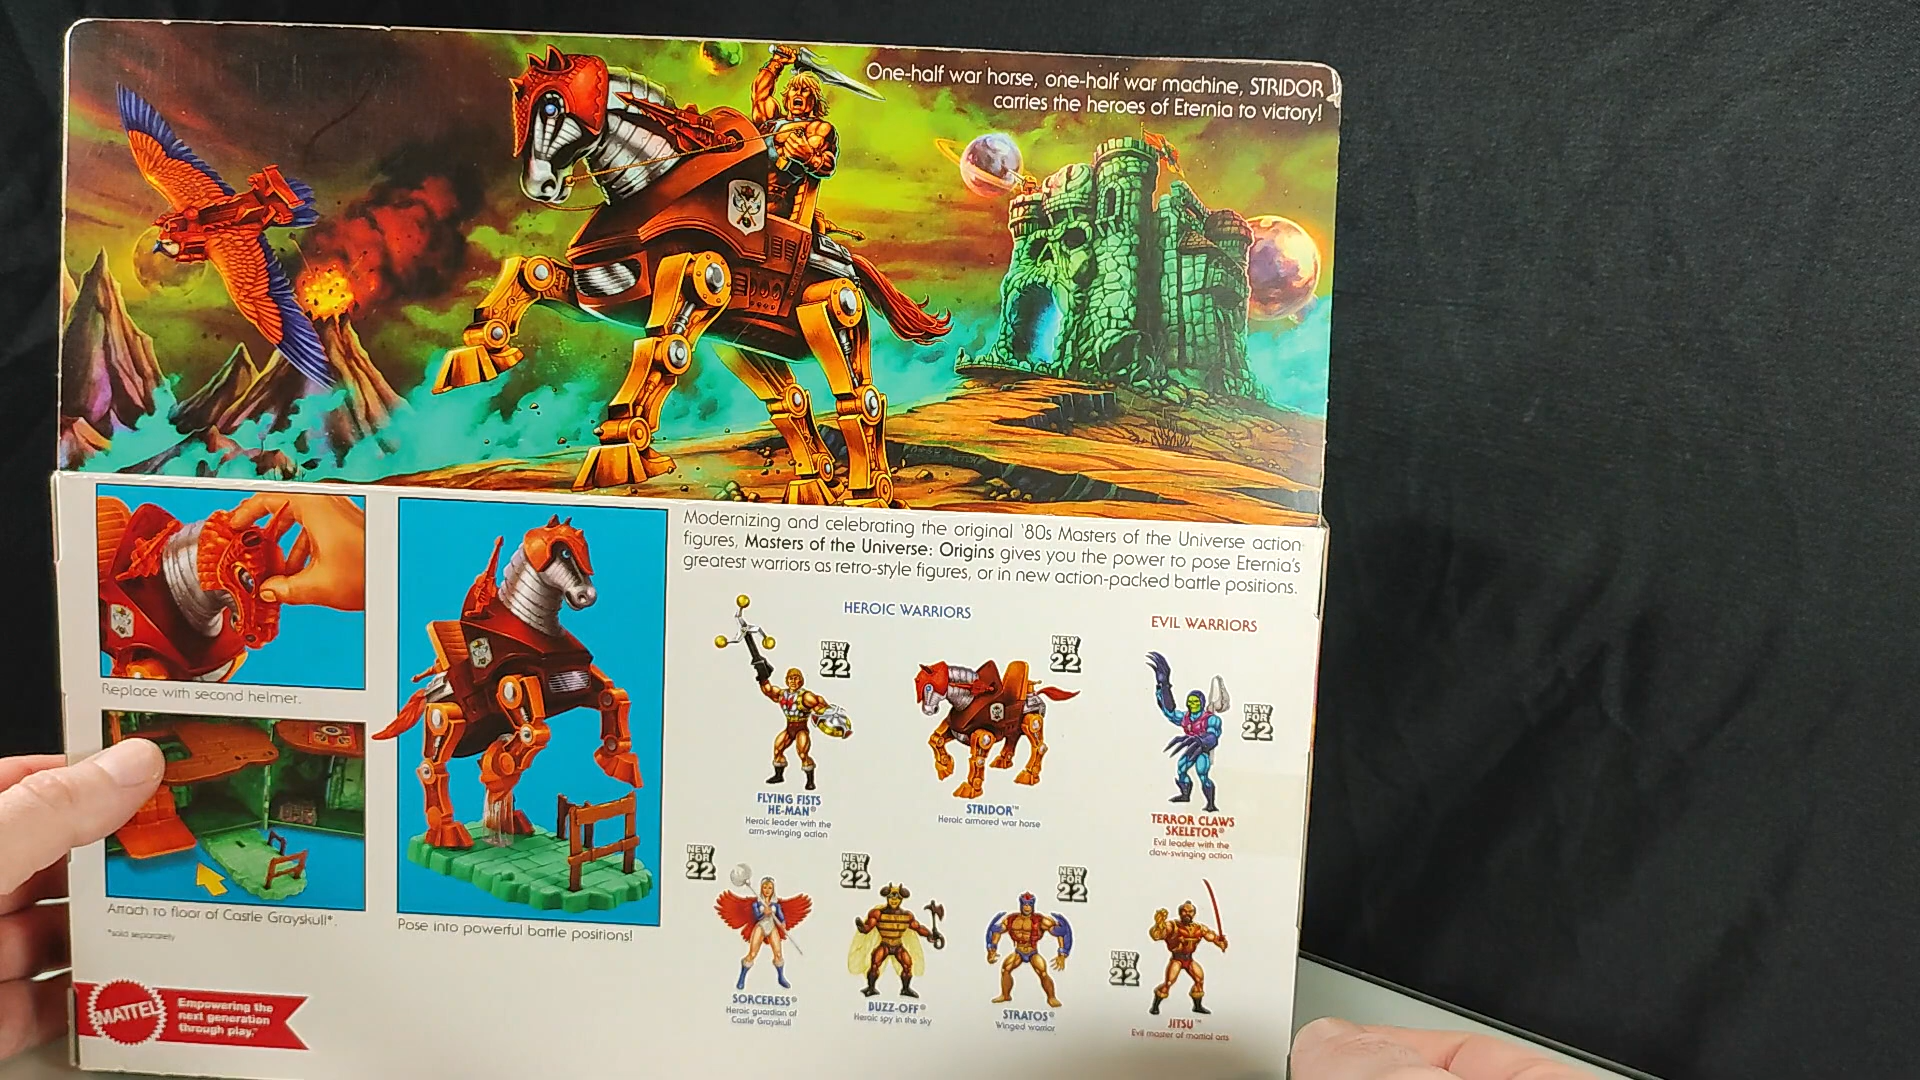 One-half war horse, one-half war machine, STRIDOR
carries the heroes of Eternia to victory!
Replace with second helmet.
Attach to floor of Castle Grayskull*.
*sold separately
Pose into powerful battle positions!
Modernizing and celebrating the original '80s Masters of the Universe action
figures, Masters of the Universe: Origins gives you the power to pose Eternia's
greatest warriors as retro-style figures, or in new action-packed battle positions.
HEROIC WARRIORS
NEW
FOR
22
FLYING FISTS
HE-MAN®
Heroic leader with the
arm-swinging action
NEW
FOR
22
STRIDOR™
Heroic armored war horse
EVIL WARRIORS
NEW
FOR
22
TERROR CLAWS
SKELETOR®
Evil leader with the
claw-swinging action
NEW
FOR
22
SORCERESS®
Heroic guardian of
Castle Grayskull
NEW
FOR
22
BUZZ-OFF®
Heroic spy in the sky
NEW
FOR
22
STRATOS®
Winged warrior
NEW
FOR
22
JITSU™
Evil master of martial arts
MATTEL
Empowering the
next generation
through play.™